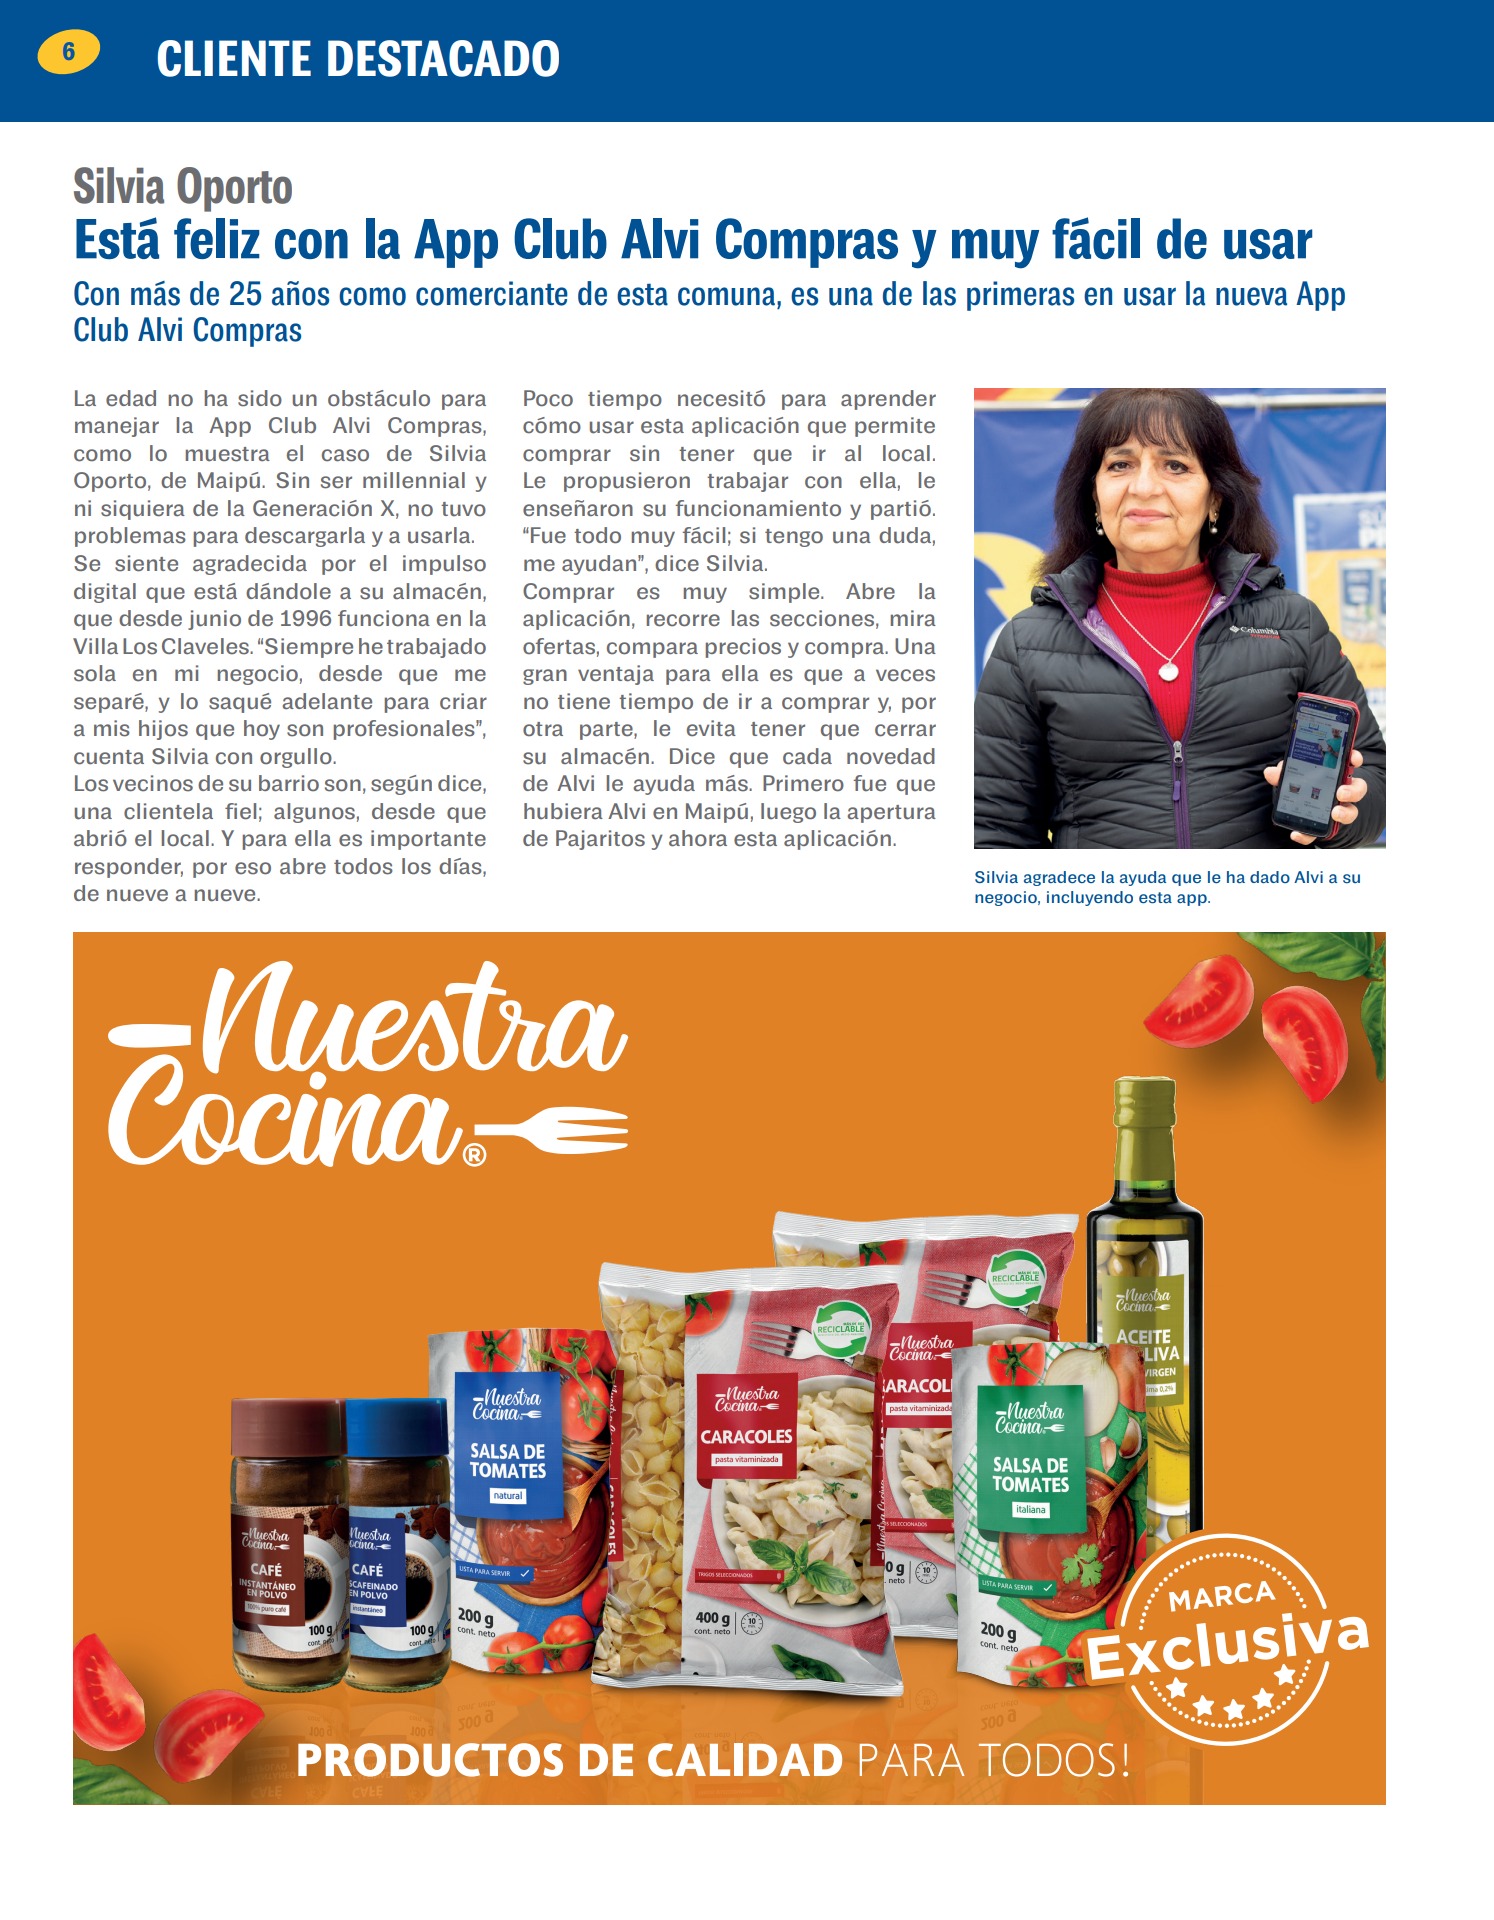 6
CLIENTE DESTACADO
Silvia Oporto
Está feliz con la App Club Alvi Compras y muy fácil de usar
Con más de 25 años como comerciante de esta comuna, es una de las primeras en usar la nueva App
Club Alvi Compras
La edad no ha sido un obstáculo para
manejar la App Club Alvi Compras,
como lo muestra el caso de Silvia
Oporto, de Maipú. Sin ser millennial y
ni siquiera de la Generación X, no tuvo
problemas para descargarla y a usarla.
Se siente agradecida por el impulso
digital que está dándole a su almacén,
que desde junio de 1996 funciona en la
Villa Los Claveles. “Siempre he trabajado
sola en mi negocio, desde que me
separé, y lo saqué adelante para criar
a mis hijos que hoy son profesionales”,
cuenta Silvia con orgullo.
Los vecinos de su barrio son, según dice,
una clientela fiel; algunos, desde que
abrió el local. Y para ella es importante
responder, por eso abre todos los días,
de nueve a nueve.
Poco tiempo necesitó para aprender
cómo usar esta aplicación que permite
comprar sin tener que ir al local.
Le propusieron trabajar con ella, le
enseñaron su funcionamiento y partió.
“Fue todo muy fácil; si tengo una duda,
me ayudan”, dice Silvia.
Comprar es muy simple. Abre la
aplicación, recorre las secciones, mira
ofertas, compara precios y compra. Una
gran ventaja para ella es que a veces
no tiene tiempo de ir a comprar y, por
otra parte, le evita tener que cerrar
su almacén. Dice que cada novedad
de Alvi le ayuda más. Primero fue que
hubiera Alvi en Maipú, luego la apertura
de Pajaritos y ahora esta aplicación.
Columbia
Silvia agradece la ayuda que le ha dado Alvi a su
negocio, incluyendo esta app.
Nuestra
Cocina®
Nuestra
Cocina
CAFÉ
INSTANTÁNEO
EN POLVO
100% puro café
100 g
cont. neto
Nuestra
CAFÉ
SCAFEINADO
EN POLVO
instantáneo
100 g
cont. neto
Nuestra
Cocina
SALSA DE
TOMATES
natural
LISTA PARA SERVIR
200 g
cont. neto
RECICLABLE
Nuestra
Cocina
CARACOLES
pasta vitaminizada
TRIGOS SELECCIONADOS
400 g
cont. neto
10
RECICLABLE
Nuestra
Cocina
CARACOL
pasta vitaminizada
SELECCIONADOS
0 g
neto
10
Nuestra
Cocina
SALSA DE
TOMATES
italiana
LISTA PARA SERVIR
200 g
cont. neto
Nuestra
Cocina
ACEITE
LIVA
VIRGEN
0,2%
MARCA
Exclusiva
PRODUCTOS DE CALIDAD PARA TODOS!